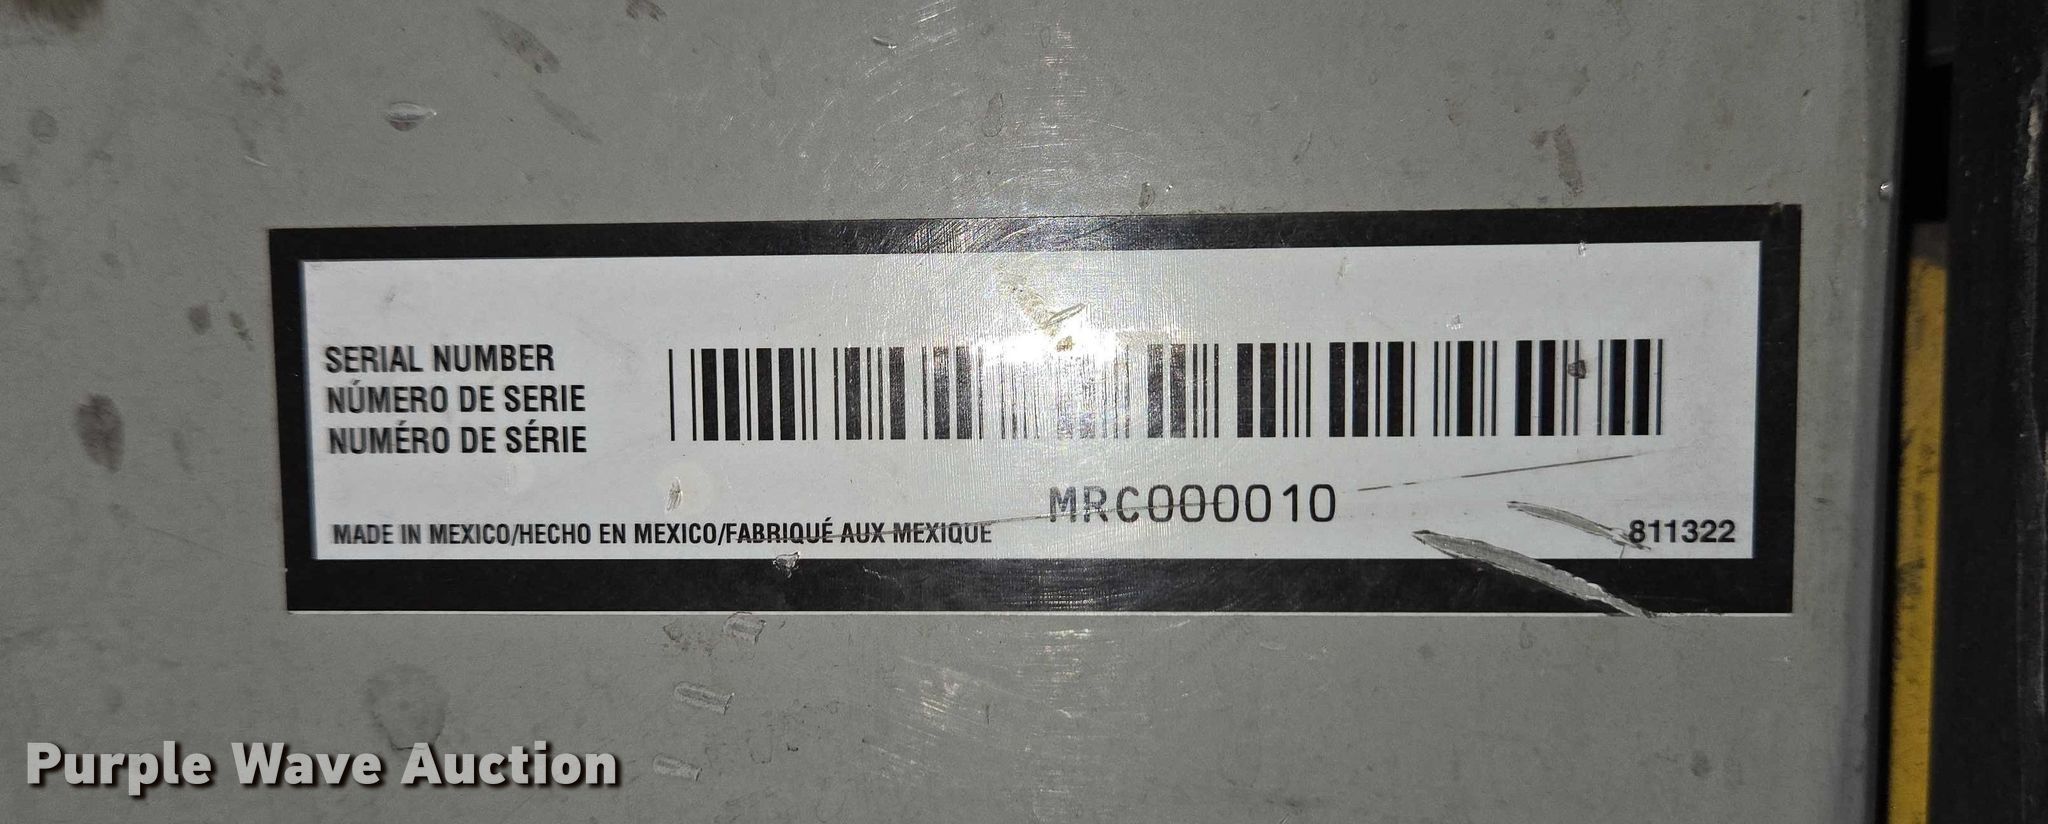 SERIAL NUMBER
NÚMERO DE SERIE
NUMÉRO DE SÉRIE
MRC000010
MADE IN MEXICO/HECHO EN MEXICO/FABRIQUÉ AUX MEXIQUE
811322
Purple Wave Auction